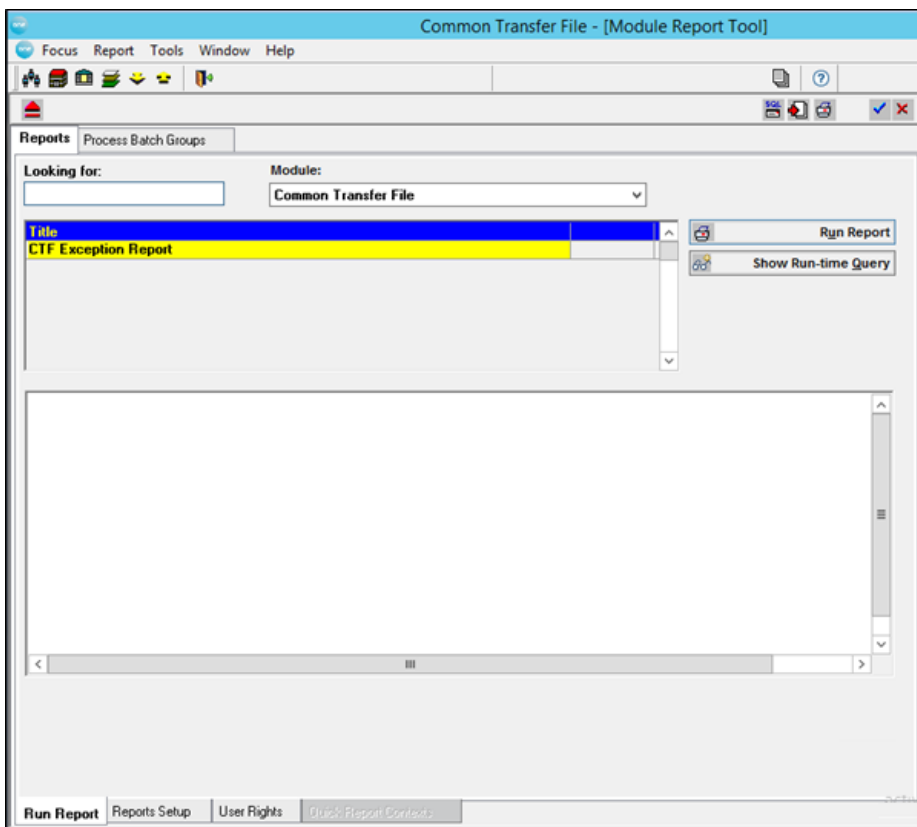 Common Transfer File - [Module Report Tool]
Focus Report Tools Window Help
SQL
Reports Process Batch Groups
Looking for: Module:
Common Transfer File
Title
CTF Exception Report
Run Report
Show Run-time Query
Run Report Reports Setup User Rights Quick Report Contexts